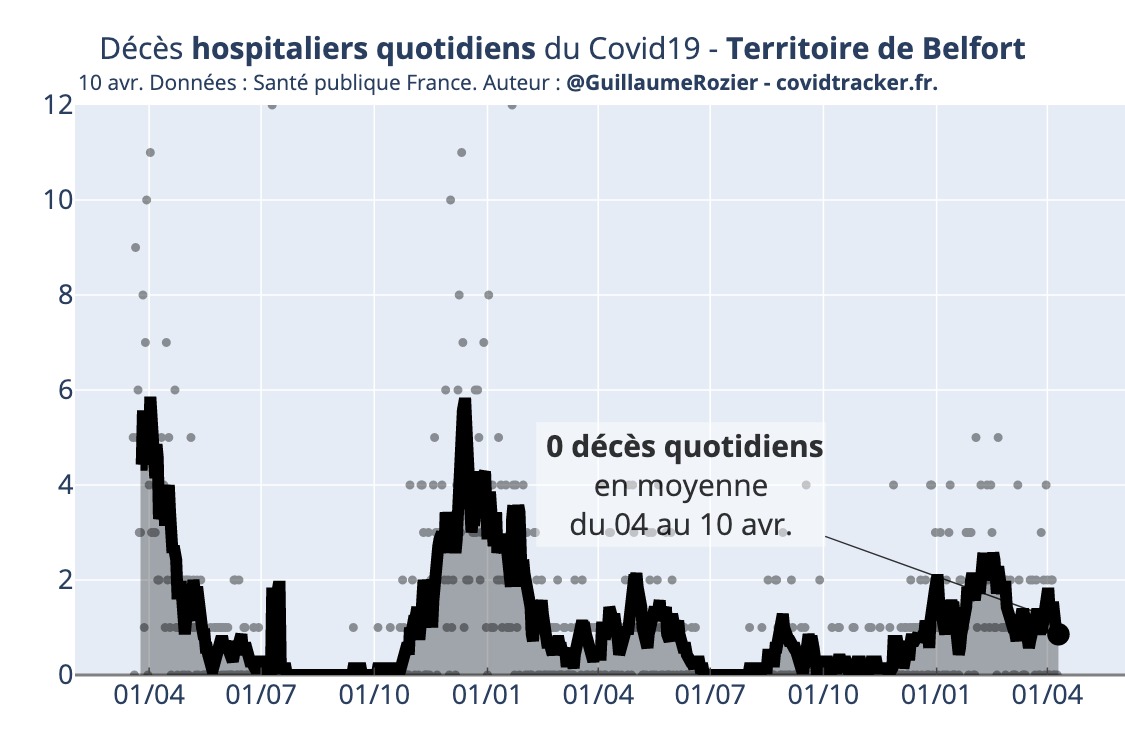 Décès hospitaliers quotidiens du Covid19 - Territoire de Belfort
10 avr. Données : Santé publique France. Auteur : @GuillaumeRozier - covidtracker.fr.
12
10
8
6
0 décès quotidiens
en moyenne
du 04 au 10 avr.
4
2
0
01/04 01/07 01/10 01/01 01/04 01/07 01/10 01/01 01/04